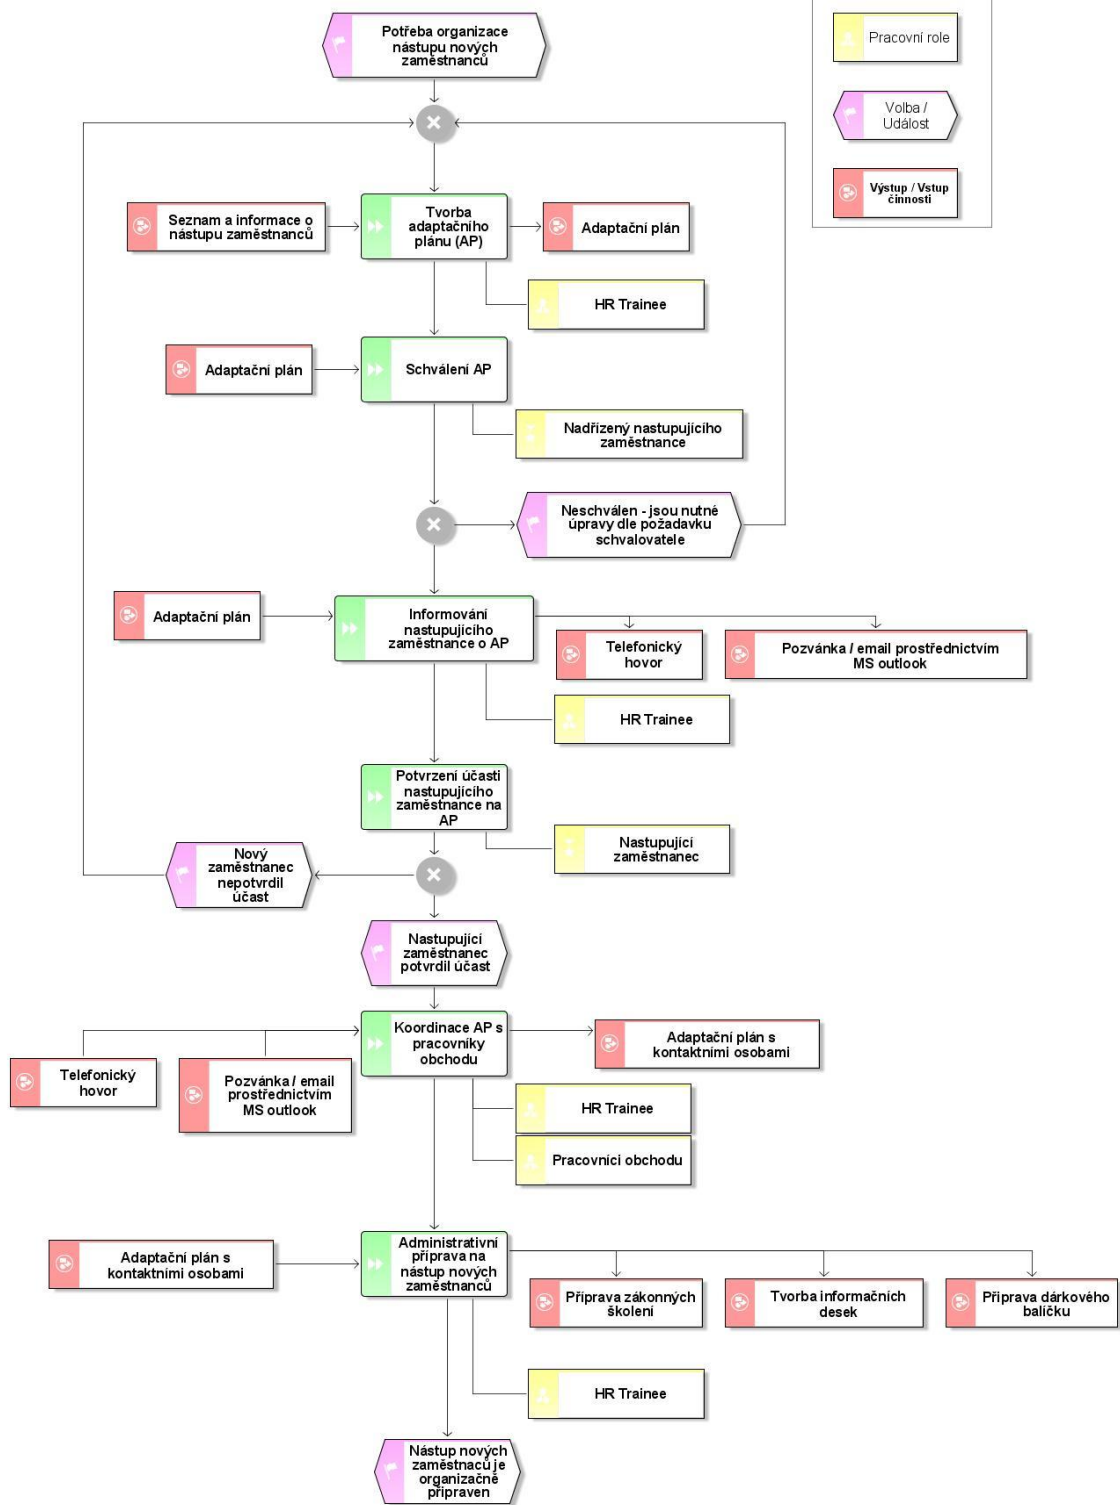 Potřeba organizace
nástupu nových
zaměstnanců
Pracovní role
Volba /
Událost
Výstup / Vstup
činnosti
Seznam a informace o
nástupu zaměstnanců
Tvorba
adaptačního
plánu (AP)
Adaptační plán
HR Trainee
Adaptační plán
Schválení AP
Nadřízený nastupujícího
zaměstnance
Neschválen - jsou nutné
úpravy dle požadavku
schvalovatele
Adaptační plán
Informování
nastupujícího
zaměstnance o AP
Telefonický
hovor
Pozvánka / email prostřednictvím
MS outlook
HR Trainee
Potvrzení účasti
nastupujícího
zaměstnance na
AP
Nastupující
zaměstnanec
Nový
zaměstnanec
nepotvrdil
účast
Nastupující
zaměstnanec
potvrdil účast
Koordinace AP s
pracovníky
obchodu
Adaptační plán s
kontaktními osobami
Telefonický
hovor
Pozvánka / email
prostřednictvím
MS outlook
HR Trainee
Pracovníci obchodu
Adaptační plán s
kontaktními osobami
Administrativní
příprava na
nástup nových
zaměstnanců
Příprava zákonných
školení
Tvorba informačních
desek
Připrava dárkového
balíčku
HR Trainee
Nástup nových
zaměstnaců je
organizačně
připraven